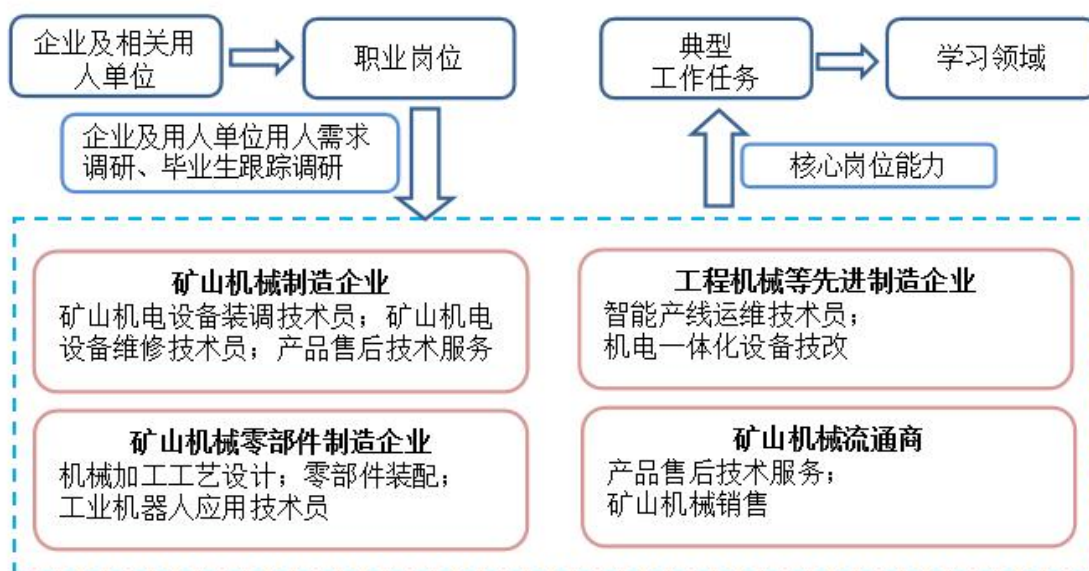 企业及相关用
人单位
职业岗位
典型
工作任务
学习领域
企业及用人单位用人需求
调研、毕业生跟踪调研
核心岗位能力
矿山机械制造企业
矿山机电设备装调技术员；矿山机电
设备维修技术员；产品售后技术服务
工程机械等先进制造企业
智能产线运维技术员；
机电一体化设备技改
矿山机械零部件制造企业
机械加工工艺设计；零部件装配；
工业机器人应用技术员
矿山机械流通商
产品售后技术服务；
矿山机械销售